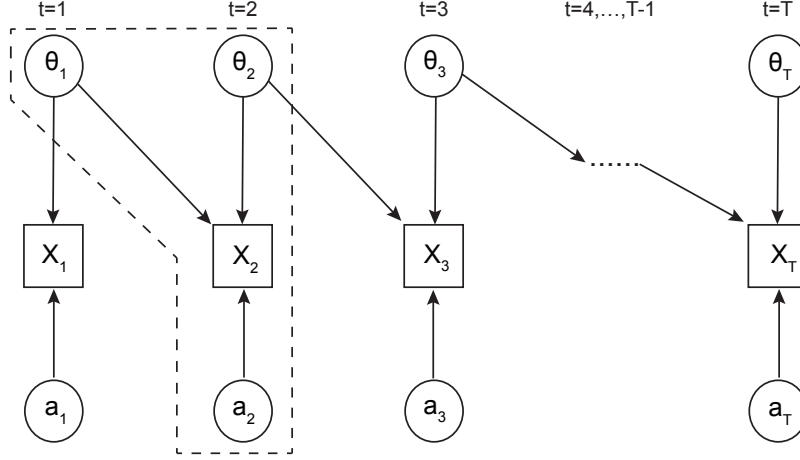 t=1 t=2 t=3 t=4,...,T-1 t=T
θ1 θ2 θ3 θT
X1 X2 X3 XT
a1 a2 a3 aT